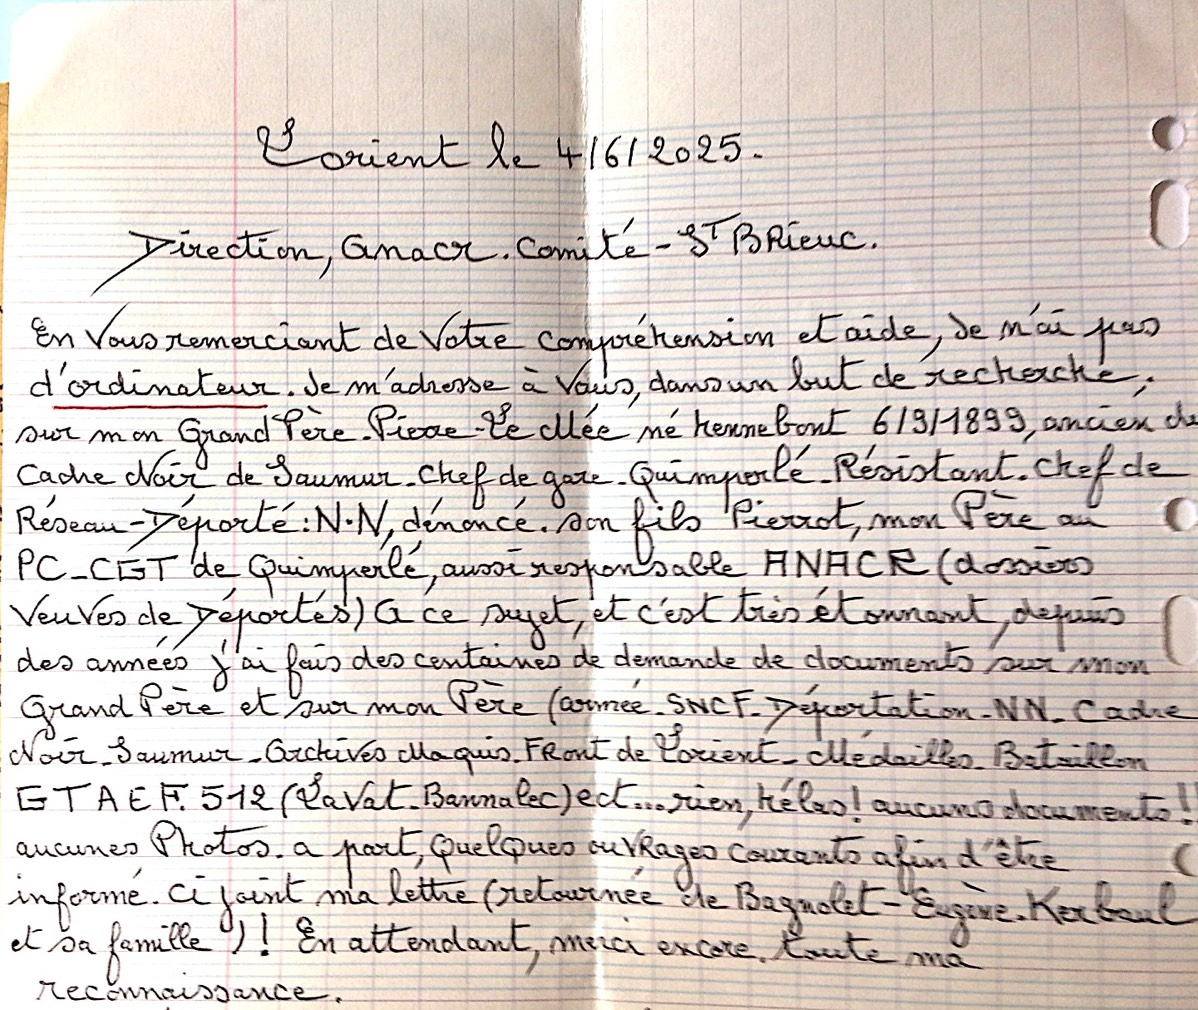 Lorient le 4/6/2025.
Direction, Anacr. Comité - ST BRieuc.
En Vous remerciant de Votre compréhension et aide, Je n'ai pas
d'ordinateur. Je m'adresse à Vous, dans un but de recherche,
sur mon Grand Père. Pierre Le Mée né hennebont 6/9/1899, ancien du
Cadre Noir de Saumur. Chef de gare. Quimperlé. Résistant. Chef de
Réseau - Déporté : N.N, dénoncé. son fils Pierrot, mon Père au
PC-CGT de Quimperlé, aussi responsable ANACR (dossiers
Veuves de Déportés) A ce sujet, et c'est très étonnant, depuis
des années j'ai fais des centaines de demande de documents sur mon
Grand Père et sur mon Père (armée. SNCF. Déportation. NN. Cadre
Noir. Saumur. Archives Maquis. FRont de Lorient. Médailles. Bataillon
GTAEF. 512 (LaVat. Bannalec) ect... rien, hélas! aucuns documents!!
aucunes Photos. a part, quelques ouVRages courants afin d'être
informé. Ci joint ma lettre (retournée de Bagnolet - Eugène. Kerbaul
et sa famille")! En attendant, merci encore. toute ma
reconnaissance.